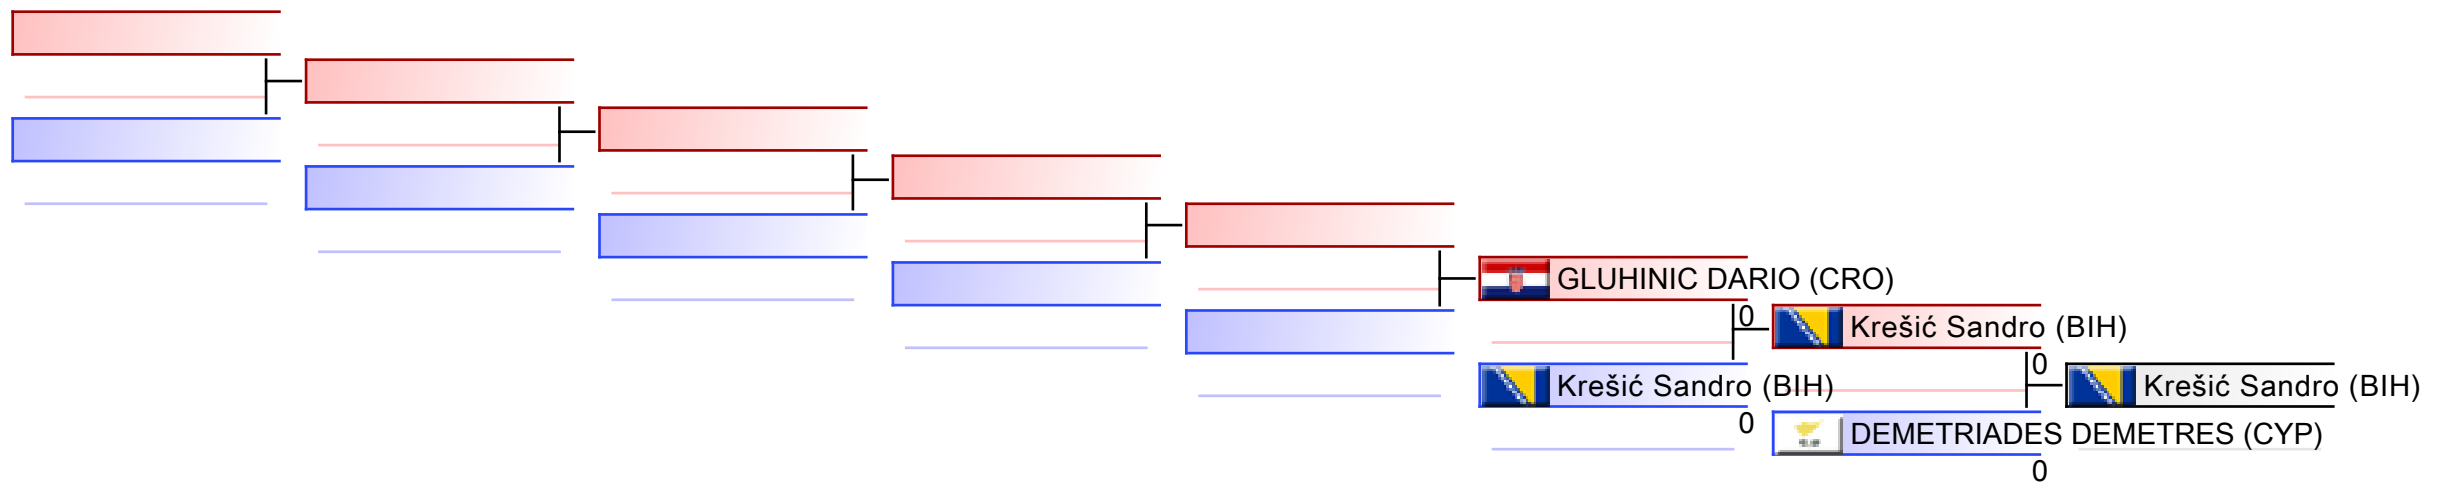 GLUHINIC DARIO (CRO)
0
Krešić Sandro (BIH)
0
Krešić Sandro (BIH)
0
DEMETRIADES DEMETRES (CYP)
0
Krešić Sandro (BIH)